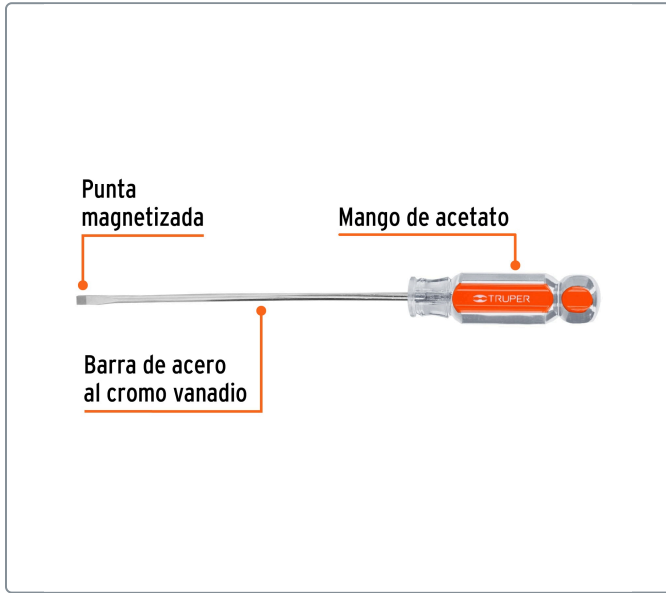 Punta
magnetizada
Mango de acetato
TRUPER
Barra de acero
al cromo vanadio